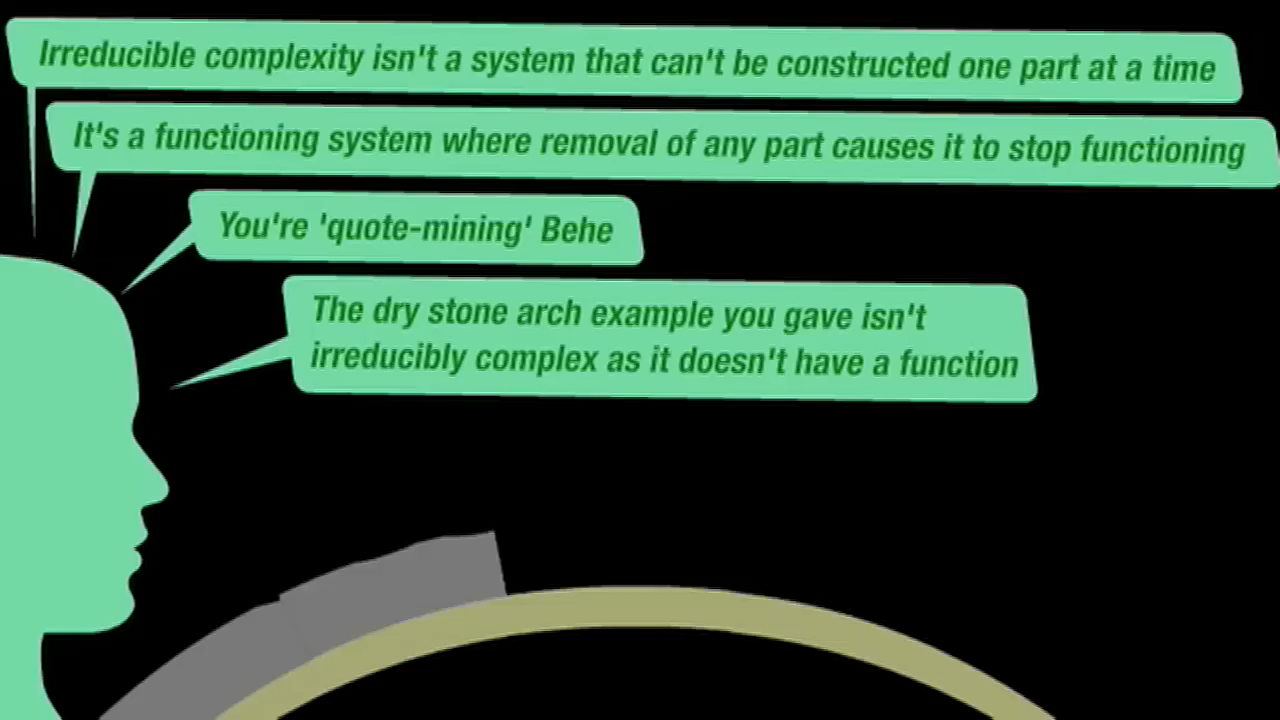 Irreducible complexity isn't a system that can't be constructed one part at a time
It's a functioning system where removal of any part causes it to stop functioning
You're 'quote-mining' Behe
The dry stone arch example you gave isn't
irreducibly complex as it doesn't have a function